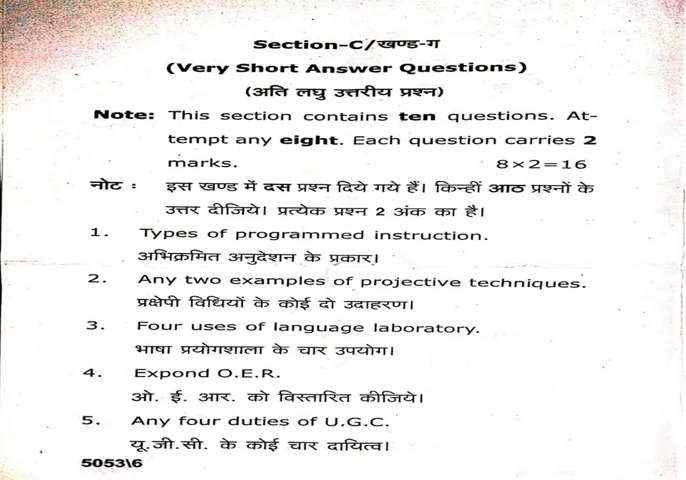 Section-C/खण्ड-ग
(Very Short Answer Questions)
(अति लघु उत्तरीय प्रश्न)
Note: This section contains ten questions. At-
tempt any eight. Each question carries 2
marks. 8×2=16
नोट : इस खण्ड में दस प्रश्न दिये गये हैं। किन्हीं आठ प्रश्नों के
उत्तर दीजिये। प्रत्येक प्रश्न 2 अंक का है।
1. Types of programmed instruction.
अभिक्रमित अनुदेशन के प्रकार।
2. Any two examples of projective techniques.
प्रक्षेपी विधियों के कोई दो उदाहरण।
3. Four uses of language laboratory.
भाषा प्रयोगशाला के चार उपयोग।
4. Expond O.E.R.
ओ. ई. आर. को विस्तारित कीजिये।
5. Any four duties of U.G.C.
यू.जी.सी. के कोई चार दायित्व।
5053\6